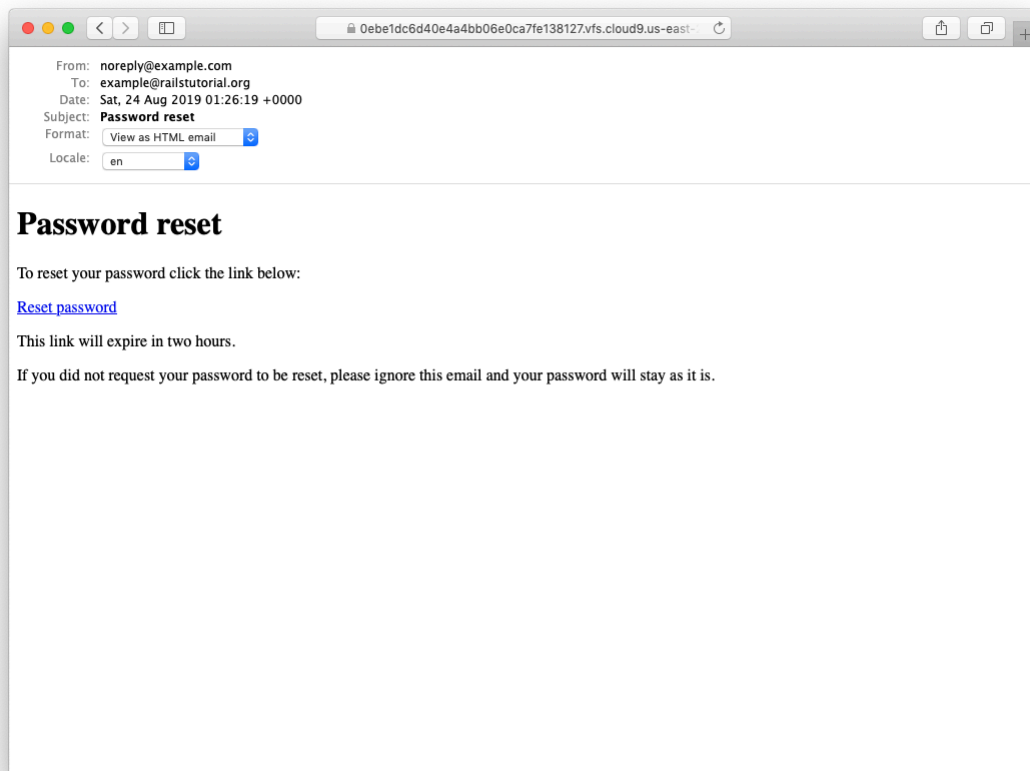 0ebe1dc6d40e4a4bb06e0ca7fe138127.vfs.cloud9.us-east-
From: noreply@example.com
To: example@railstutorial.org
Date: Sat, 24 Aug 2019 01:26:19 +0000
Subject: Password reset
Format: View as HTML email
Locale: en
Password reset
To reset your password click the link below:
Reset password
This link will expire in two hours.
If you did not request your password to be reset, please ignore this email and your password will stay as it is.